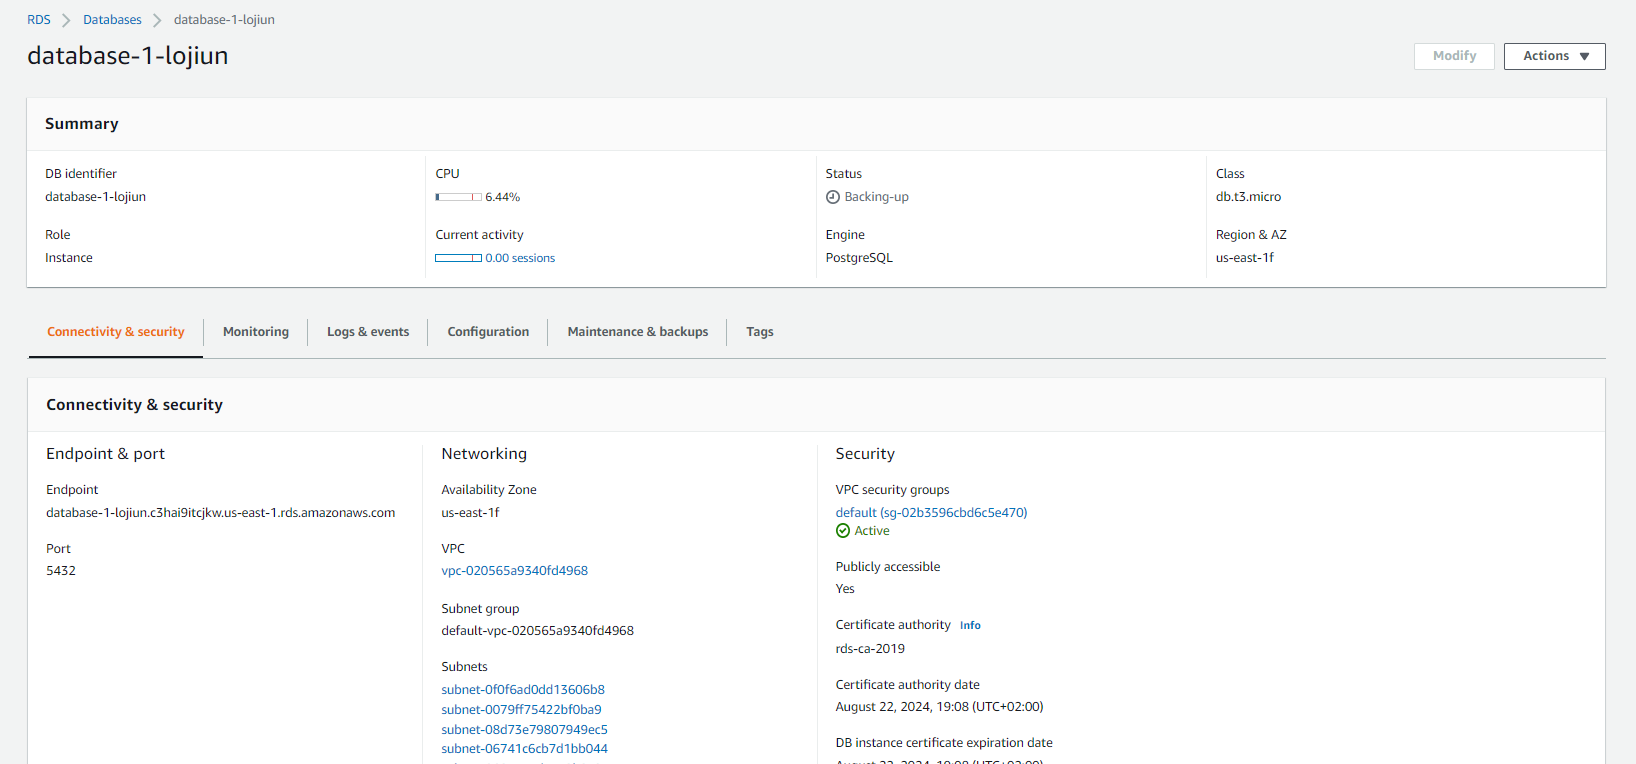 RDS > Databases > database-1-lojiun
database-1-lojiun
Modify
Actions ▼
Summary
DB identifier
database-1-lojiun
CPU
6.44%
Status
Backing-up
Class
db.t3.micro
Role
Instance
Current activity
0.00 sessions
Engine
PostgreSQL
Region & AZ
us-east-1f
Connectivity & security
Monitoring
Logs & events
Configuration
Maintenance & backups
Tags
Connectivity & security
Endpoint & port
Endpoint
database-1-lojiun.c3hai9itcjkw.us-east-1.rds.amazonaws.com
Port
5432
Networking
Availability Zone
us-east-1f
VPC
vpc-020565a9340fd4968
Subnet group
default-vpc-020565a9340fd4968
Subnets
subnet-0f0f6ad0dd13606b8
subnet-0079ff75422bf0ba9
subnet-08d73e79807949ec5
subnet-06741c6cb7d1bb044
Security
VPC security groups
default (sg-02b3596cbd6c5e470)
Active
Publicly accessible
Yes
Certificate authority Info
rds-ca-2019
Certificate authority date
August 22, 2024, 19:08 (UTC+02:00)
DB instance certificate expiration date